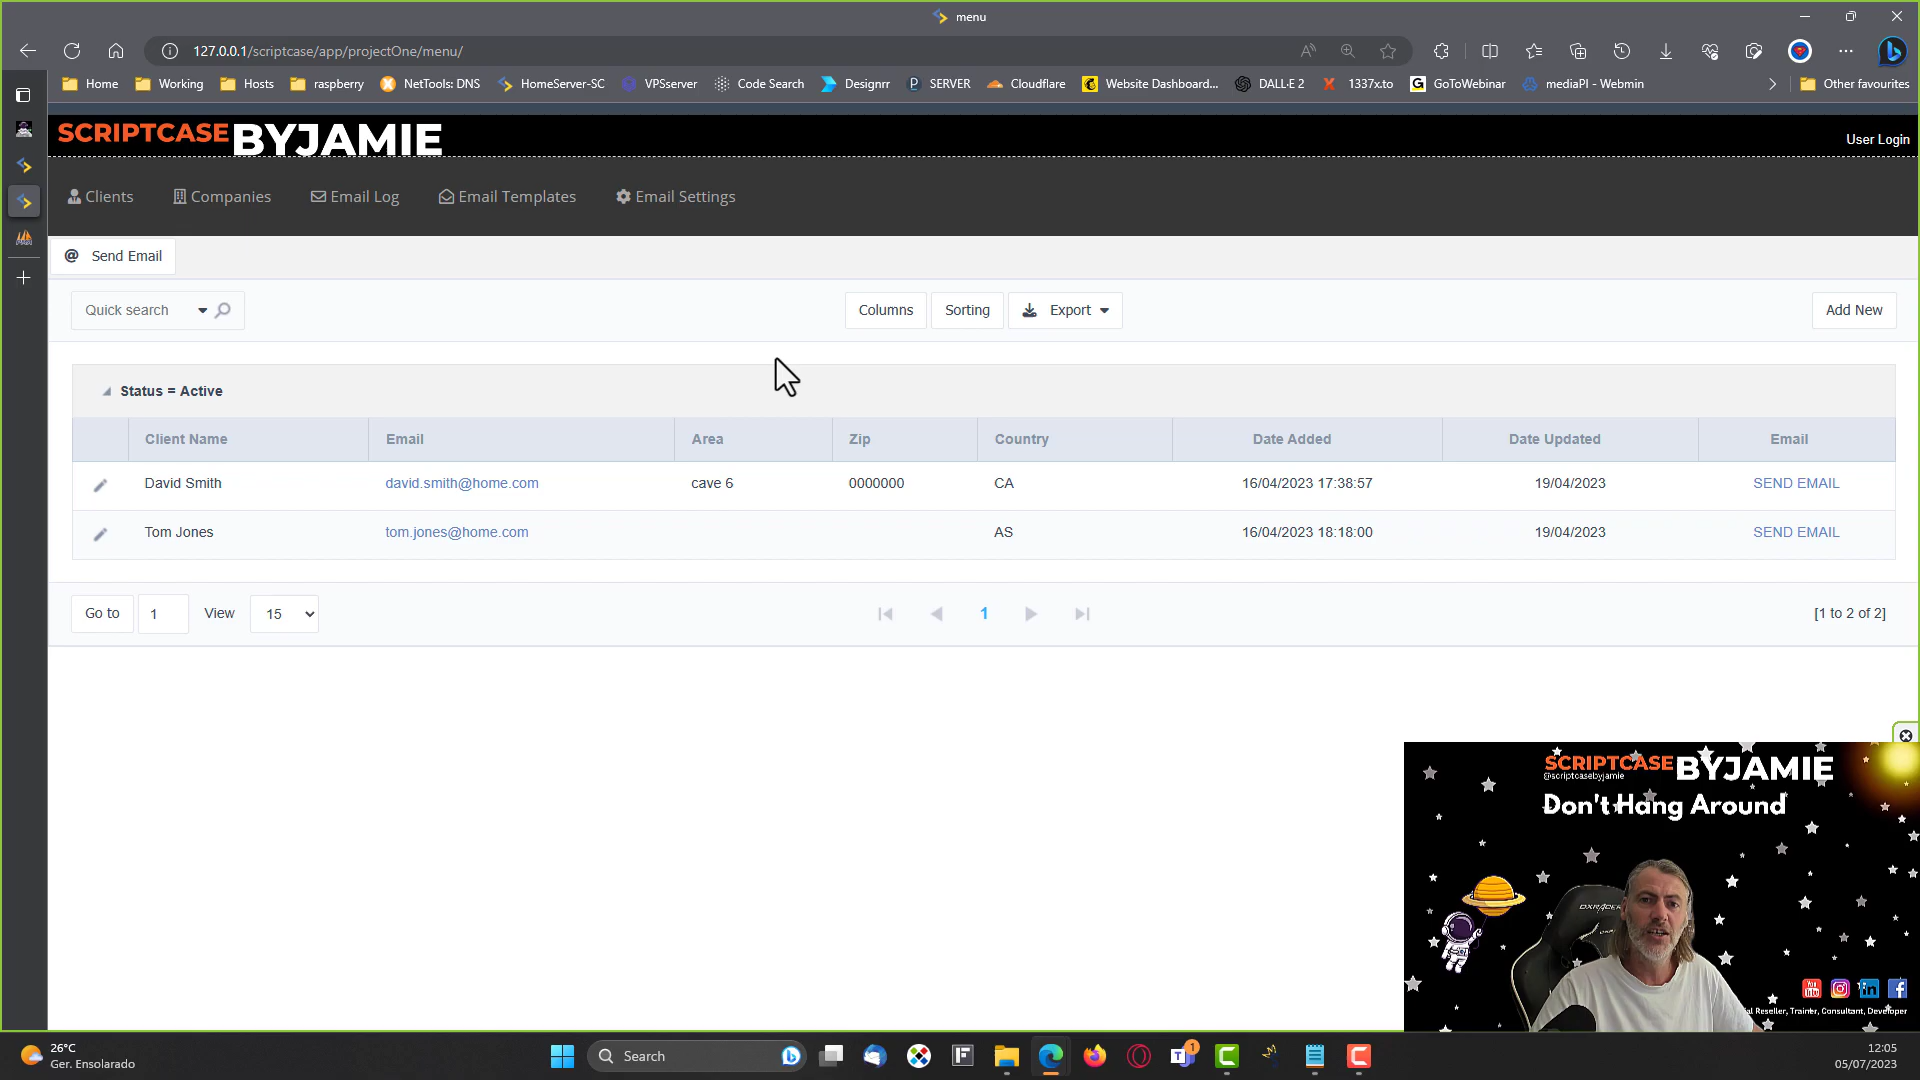 menu
127.0.0.1/scriptcase/app/projectOne/menu/
Home Working Hosts raspberry NetTools: DNS HomeServer-SC VPSserver Code Search Designrr SERVER Cloudflare Website Dashboard... DALL·E 2 1337x.to GoToWebinar mediaPI - Webmin Other favourites
SCRIPTCASEBYJAMIE
User Login
Clients Companies Email Log Email Templates Email Settings
@ Send Email
Quick search Columns Sorting Export Add New
Status = Active
Client Name Email Area Zip Country Date Added Date Updated Email
David Smith david.smith@home.com cave 6 0000000 CA 16/04/2023 17:38:57 19/04/2023 SEND EMAIL
Tom Jones tom.jones@home.com AS 16/04/2023 18:18:00 19/04/2023 SEND EMAIL
Go to 1 View 15 1 [1 to 2 of 2]
SCRIPTCASEBYJAMIE
@scriptcasebyjamie
Don't Hang Around
DXRACER
Reseller, Trainer, Consultant, Developer
26°C
Ger. Ensolarado
Search
1
12:05
05/07/2023